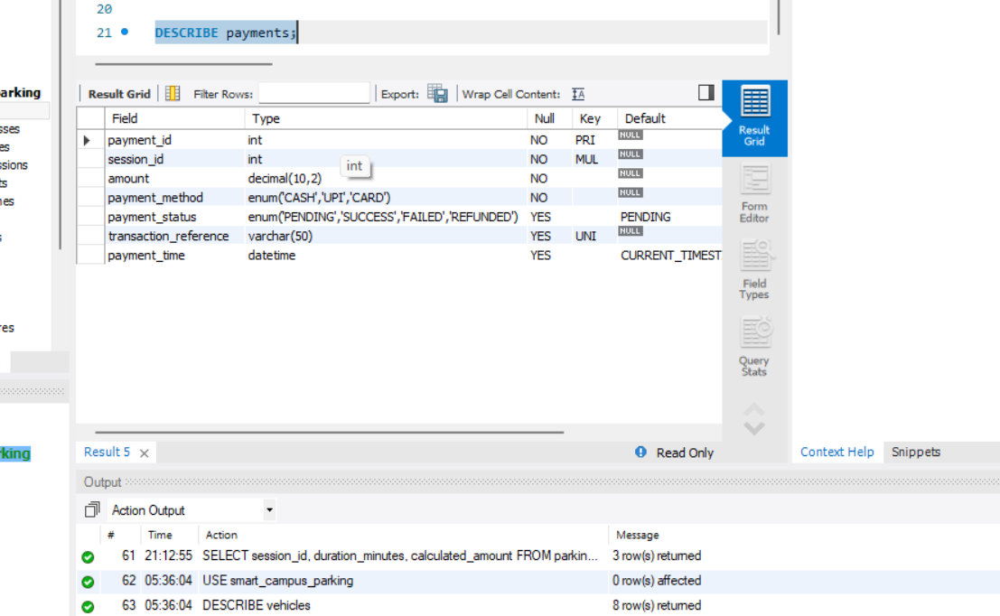 20
21 DESCRIBE payments;
arking
sses
es
ssions
ts
nes
s
res
king
Result Grid Filter Rows: Export: Wrap Cell Content: IA
Field Type Null Key Default
payment_id int NO PRI NULL
session_id int NO MUL NULL
int
amount decimal(10,2) NO NULL
payment_method enum('CASH','UPI','CARD') NO NULL
payment_status enum('PENDING','SUCCESS','FAILED','REFUNDED') YES PENDING
transaction_reference varchar(50) YES UNI NULL
payment_time datetime YES CURRENT_TIMEST
Result
Grid
Form
Editor
Field
Types
Query
Stats
Result 5 Read Only
Context Help Snippets
Output
Action Output
# Time Action Message
61 21:12:55 SELECT session_id, duration_minutes, calculated_amount FROM parkin... 3 row(s) returned
62 05:36:04 USE smart_campus_parking 0 row(s) affected
63 05:36:04 DESCRIBE vehicles 8 row(s) returned